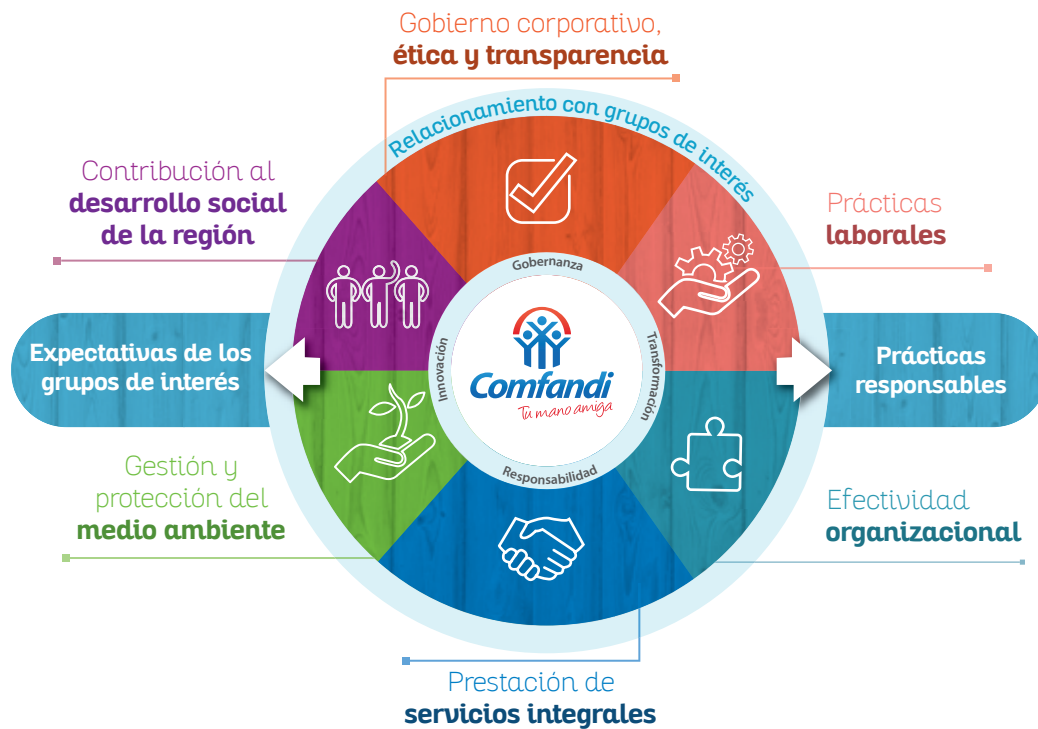 Gobierno corporativo,
ética y transparencia
Relacionamiento con grupos de interés
Contribución al
desarrollo social
de la región
Prácticas
laborales
Gobernanza
Innovación
Transformación
Responsabilidad
Comfandi
Tu mano amiga
Expectativas de los
grupos de interés
Prácticas
responsables
Gestión y
protección del
medio ambiente
Efectividad
organizacional
Prestación de
servicios integrales